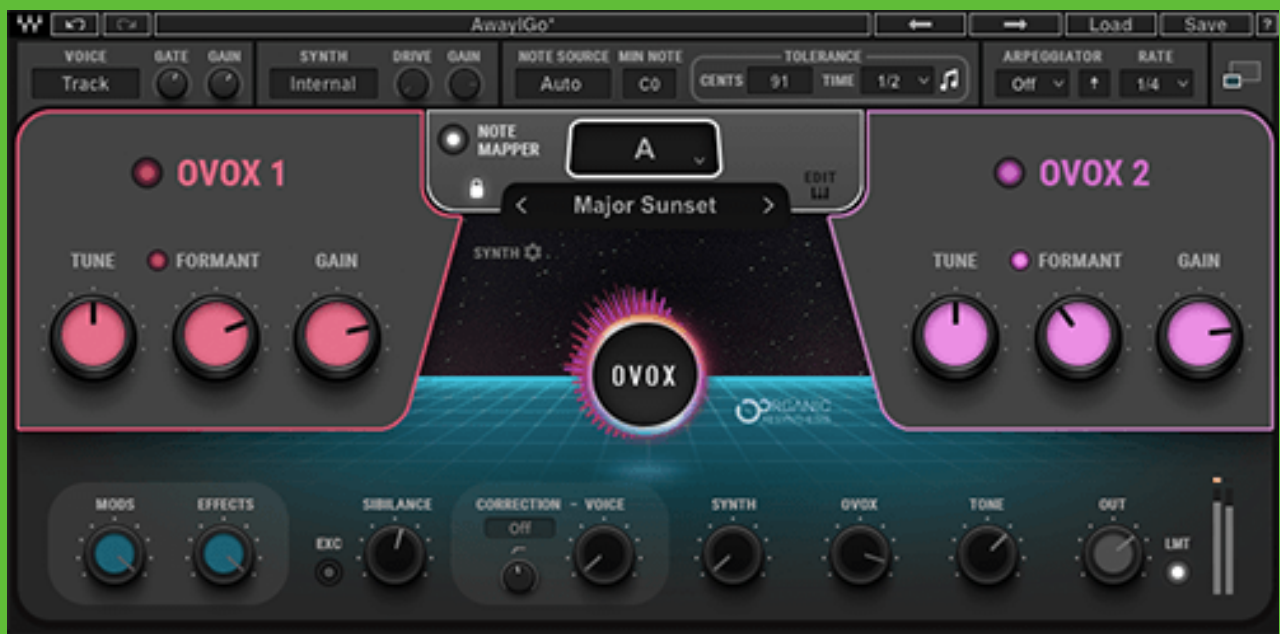 AwayIGo* Load Save ?
VOICE GATE GAIN SYNTH DRIVE GAIN NOTE SOURCE MIN NOTE TOLERANCE ARPEGGIATOR RATE
Track Internal Auto C0 CENTS 91 TIME 1/2 Off 1/4
NOTE
MAPPER
A
EDIT
Major Sunset
OVOX 1
TUNE FORMANT GAIN
SYNTH
OVOX
ORGANIC
RESYNTHESIS
OVOX 2
TUNE FORMANT GAIN
MODS EFFECTS SIBILANCE CORRECTION - VOICE SYNTH OVOX TONE OUT
Off
EXC LMT